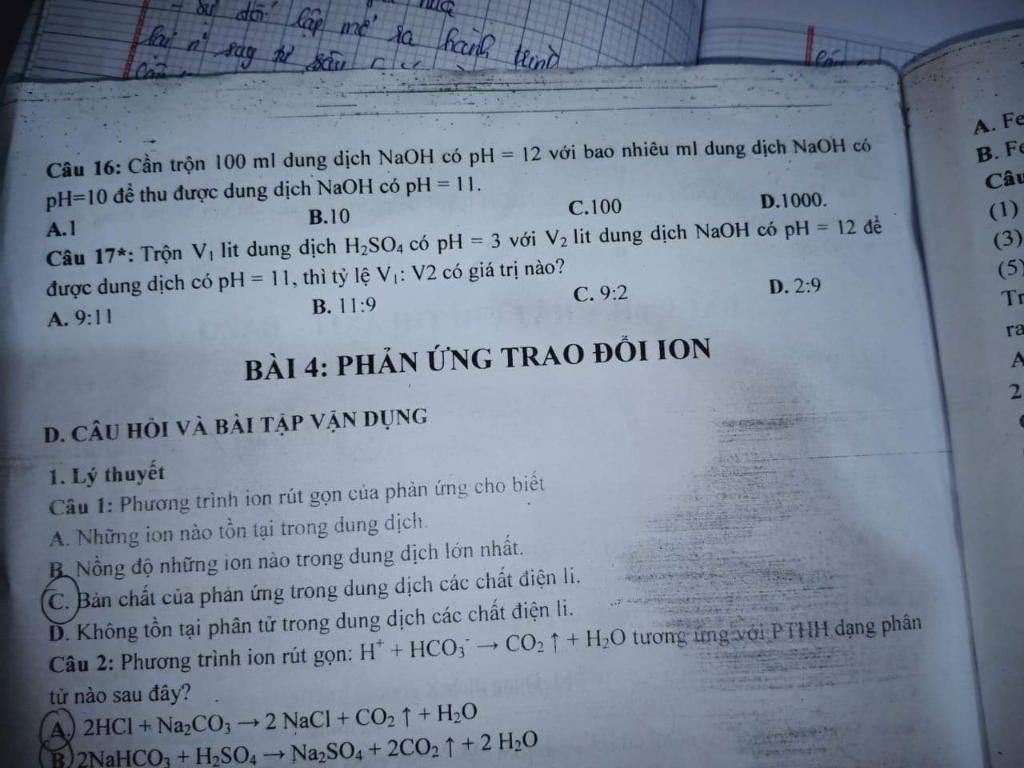 sự đối lập mở ra hành trình
Câu 16: Cần trộn 100 ml dung dịch NaOH có pH = 12 với bao nhiêu ml dung dịch NaOH có
pH=10 để thu được dung dịch NaOH có pH = 11.
A.1 B.10 C.100 D.1000.
Câu 17*: Trộn V₁ lit dung dịch H₂SO₄ có pH = 3 với V₂ lit dung dịch NaOH có pH = 12 để
được dung dịch có pH = 11, thì tỷ lệ V₁: V2 có giá trị nào?
A. 9:11 B. 11:9 C. 9:2 D. 2:9
BÀI 4: PHẢN ỨNG TRAO ĐỔI ION
D. CÂU HỎI VÀ BÀI TẬP VẬN DỤNG
1. Lý thuyết
Câu 1: Phương trình ion rút gọn của phản ứng cho biết
A. Những ion nào tồn tại trong dung dịch.
B. Nồng độ những ion nào trong dung dịch lớn nhất.
C. Bản chất của phản ứng trong dung dịch các chất điện li.
D. Không tồn tại phân tử trong dung dịch các chất điện li.
Câu 2: Phương trình ion rút gọn: H⁺ + HCO₃⁻ → CO₂ ↑ + H₂O tương ứng với PTHH dạng phân
tử nào sau đây?
A. 2HCl + Na₂CO₃ → 2 NaCl + CO₂ ↑ + H₂O
B. 2NaHCO₃ + H₂SO₄ → Na₂SO₄ + 2CO₂ ↑ + 2 H₂O
A. Fe
B. Fe
Câu
(1)
(3)
(5)
Tr
ra
A
2